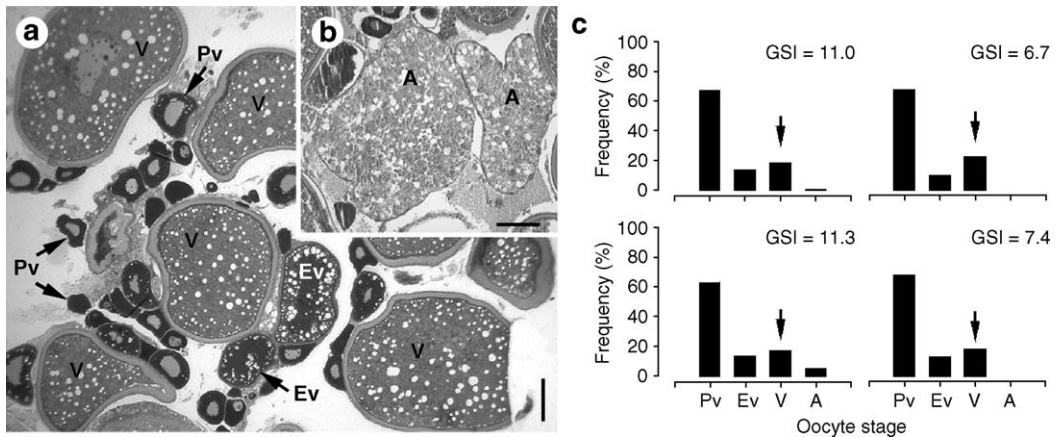 a
V
Pv
V
Pv
V
Ev
V
Ev
V
b
A
A
c
Frequency (%)
100
80
60
40
20
0
GSI = 11.0
GSI = 6.7
Frequency (%)
100
80
60
40
20
0
GSI = 11.3
GSI = 7.4
Pv Ev V A
Pv Ev V A
Oocyte stage